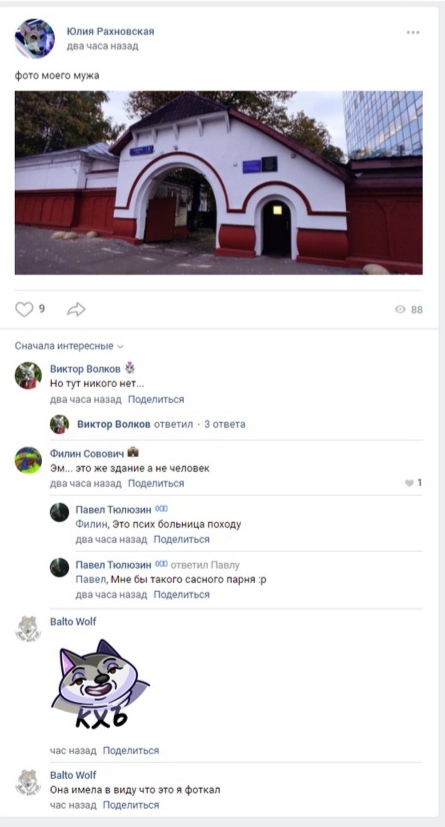 Юлия Рахновская
два часа назад
фото моего мужа
9
88
Сначала интересные
Виктор Волков
Но тут никого нет...
два часа назад Поделиться
Виктор Волков ответил · 3 ответа
Филин Совович
Эм... это же здание а не человек
два часа назад Поделиться
1
Павел Тюлюзин
Филин, Это псих больница походу
два часа назад Поделиться
Павел Тюлюзин ответил Павлу
Павел, Мне бы такого сасного парня :р
два часа назад Поделиться
Balto Wolf
КХЪ
час назад Поделиться
Balto Wolf
Она имела в виду что это я фоткал
час назад Поделиться